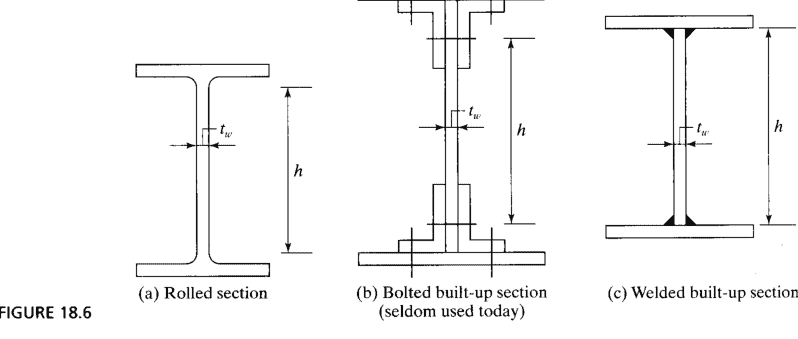 t_w
h
t_w
h
t_w
h
(a) Rolled section
(b) Bolted built-up section
(seldom used today)
(c) Welded built-up section
FIGURE 18.6